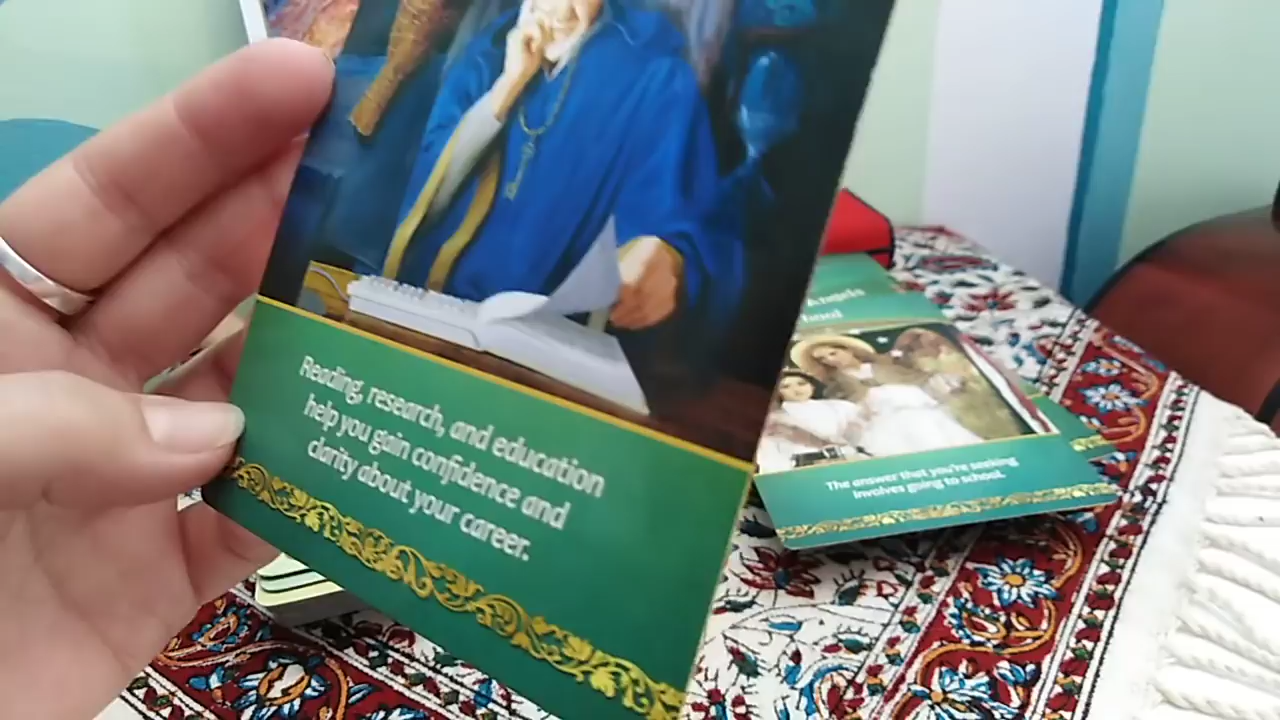 Reading, research, and education
help you gain confidence and
clarity about your career.
Angels
The answer that you're seeking
involves going to school.